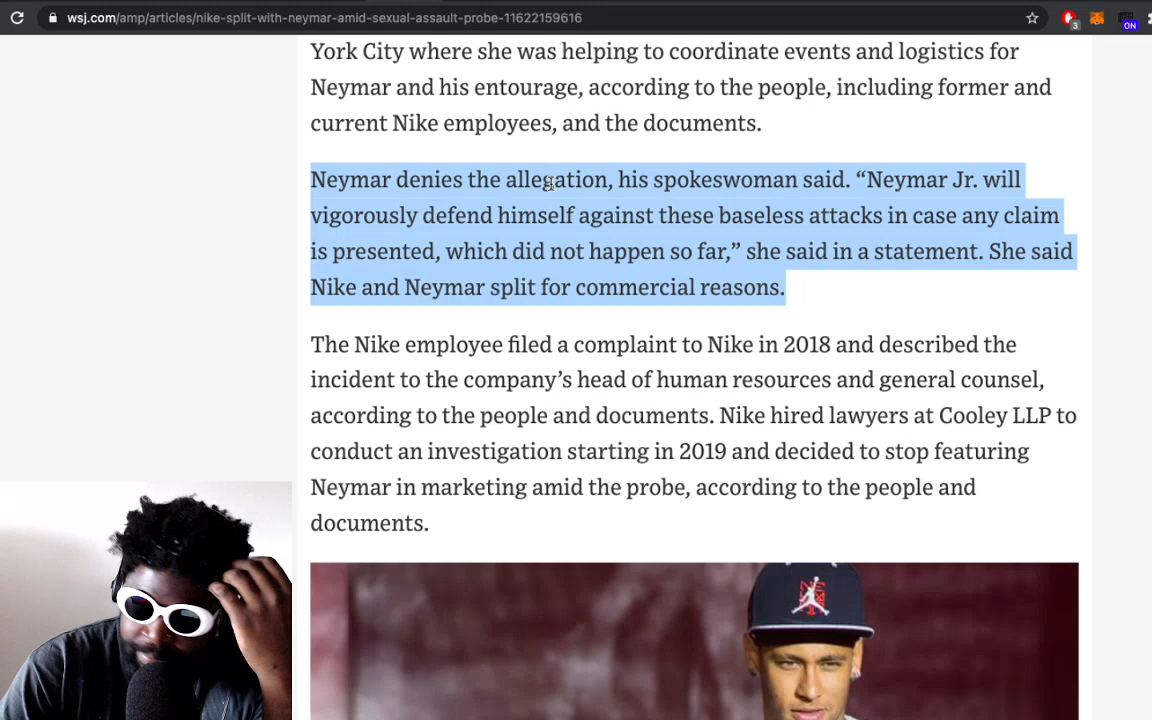 wsj.com/amp/articles/nike-split-with-neymar-amid-sexual-assault-probe-11622159616
3
ON
York City where she was helping to coordinate events and logistics for
Neymar and his entourage, according to the people, including former and
current Nike employees, and the documents.
Neymar denies the allegation, his spokeswoman said. “Neymar Jr. will
vigorously defend himself against these baseless attacks in case any claim
is presented, which did not happen so far,” she said in a statement. She said
Nike and Neymar split for commercial reasons.
The Nike employee filed a complaint to Nike in 2018 and described the
incident to the company’s head of human resources and general counsel,
according to the people and documents. Nike hired lawyers at Cooley LLP to
conduct an investigation starting in 2019 and decided to stop featuring
Neymar in marketing amid the probe, according to the people and
documents.